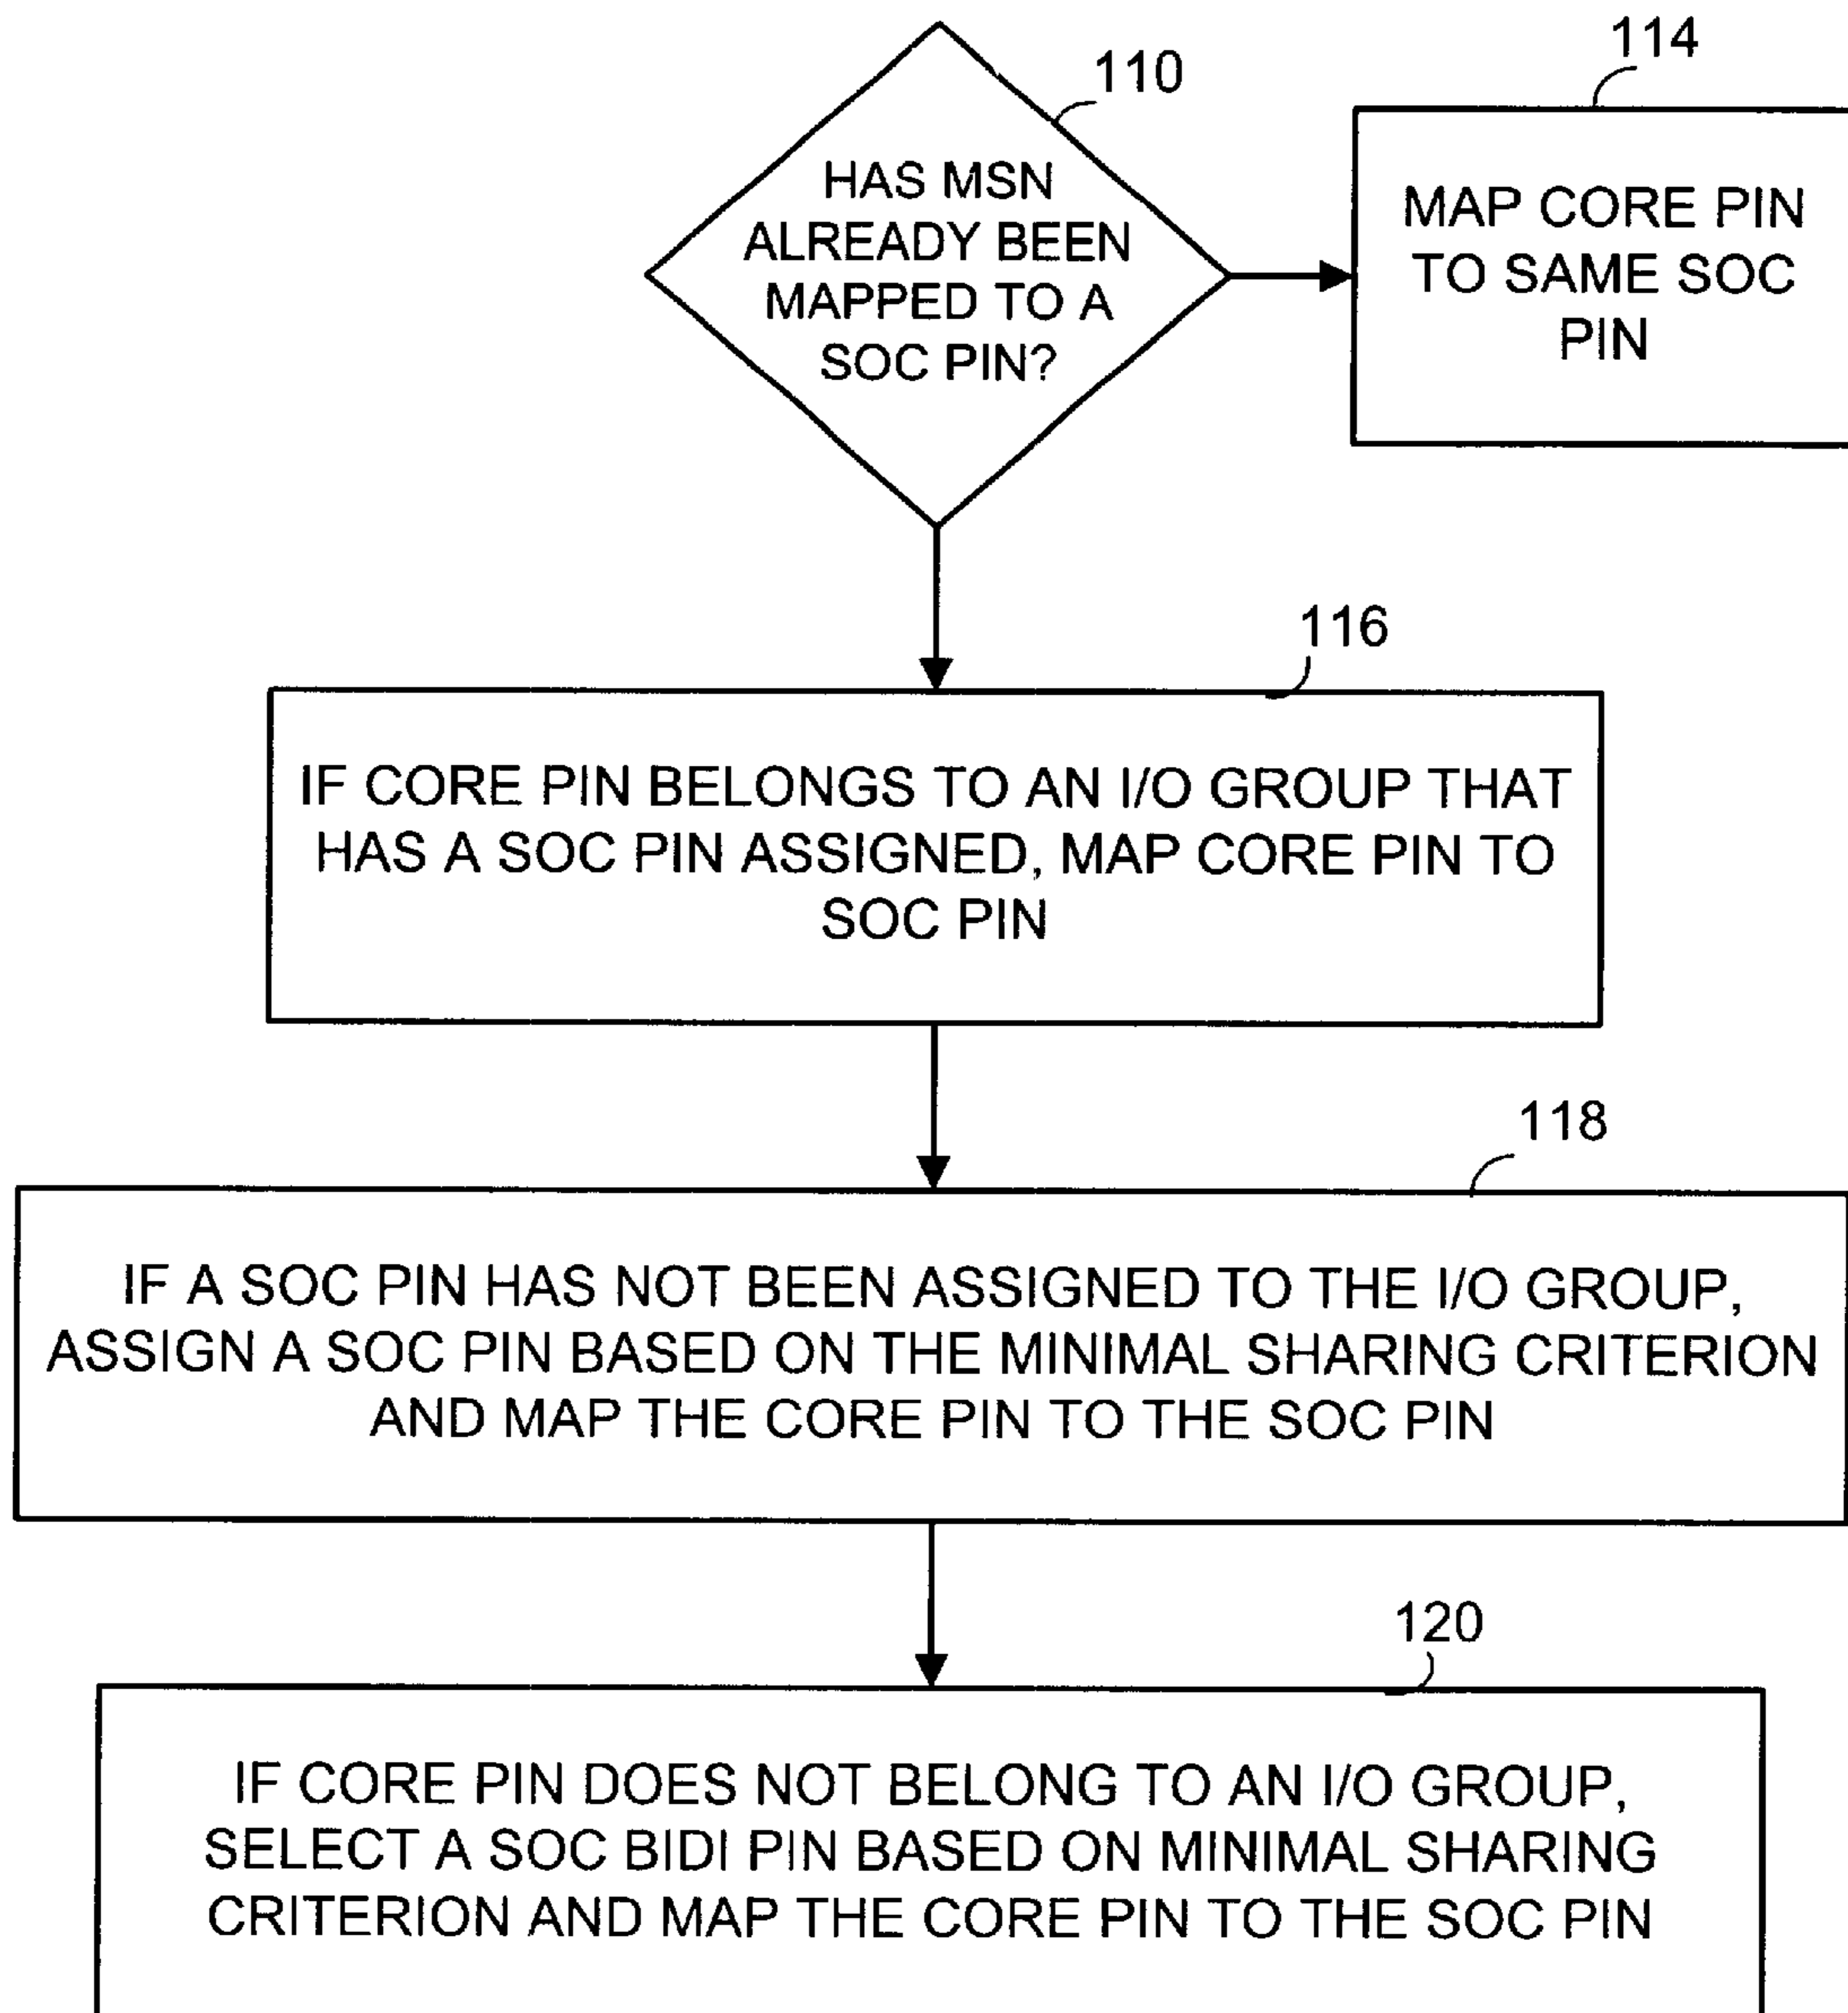 110
HAS MSN
ALREADY BEEN
MAPPED TO A
SOC PIN?
114
MAP CORE PIN
TO SAME SOC
PIN
116
IF CORE PIN BELONGS TO AN I/O GROUP THAT
HAS A SOC PIN ASSIGNED, MAP CORE PIN TO
SOC PIN
118
IF A SOC PIN HAS NOT BEEN ASSIGNED TO THE I/O GROUP,
ASSIGN A SOC PIN BASED ON THE MINIMAL SHARING CRITERION
AND MAP THE CORE PIN TO THE SOC PIN
120
IF CORE PIN DOES NOT BELONG TO AN I/O GROUP,
SELECT A SOC BIDI PIN BASED ON MINIMAL SHARING
CRITERION AND MAP THE CORE PIN TO THE SOC PIN